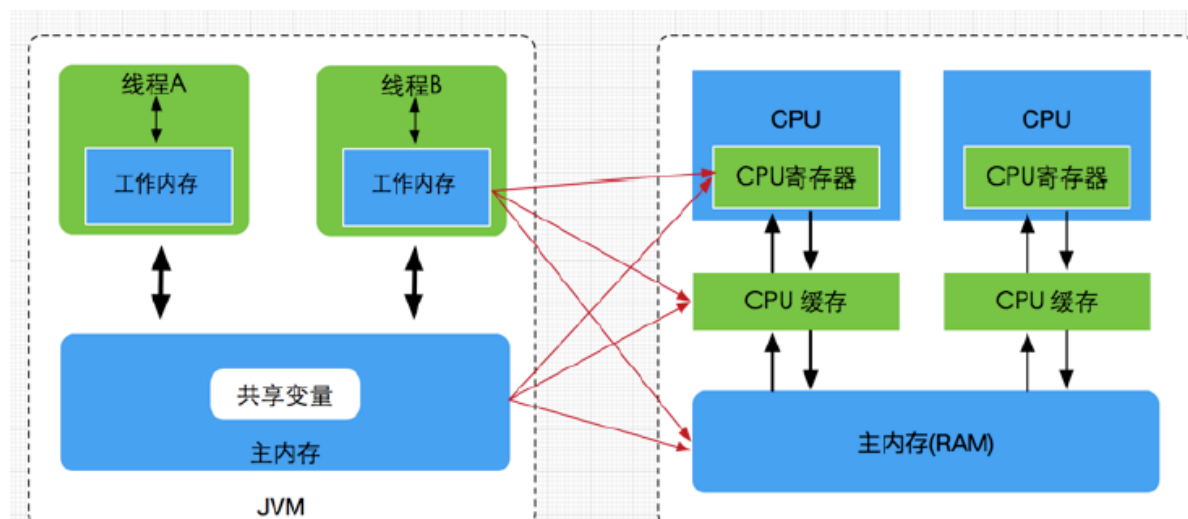 线程A
工作内存
线程B
工作内存
共享变量
主内存
JVM
CPU
CPU寄存器
CPU
CPU寄存器
CPU 缓存
CPU 缓存
主内存(RAM)